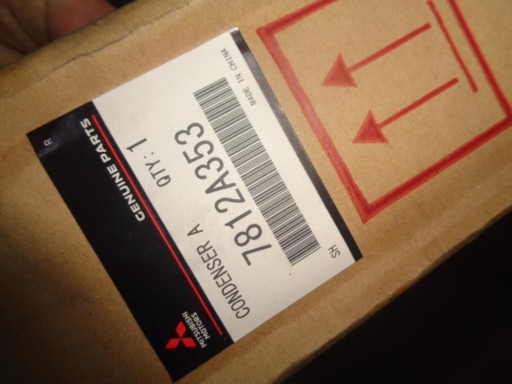 MADE IN CHINA
7812A353
QTY: 1
CONDENSER A
SH
R
GENUINE PARTS
MITSUBISHI
MOTORS